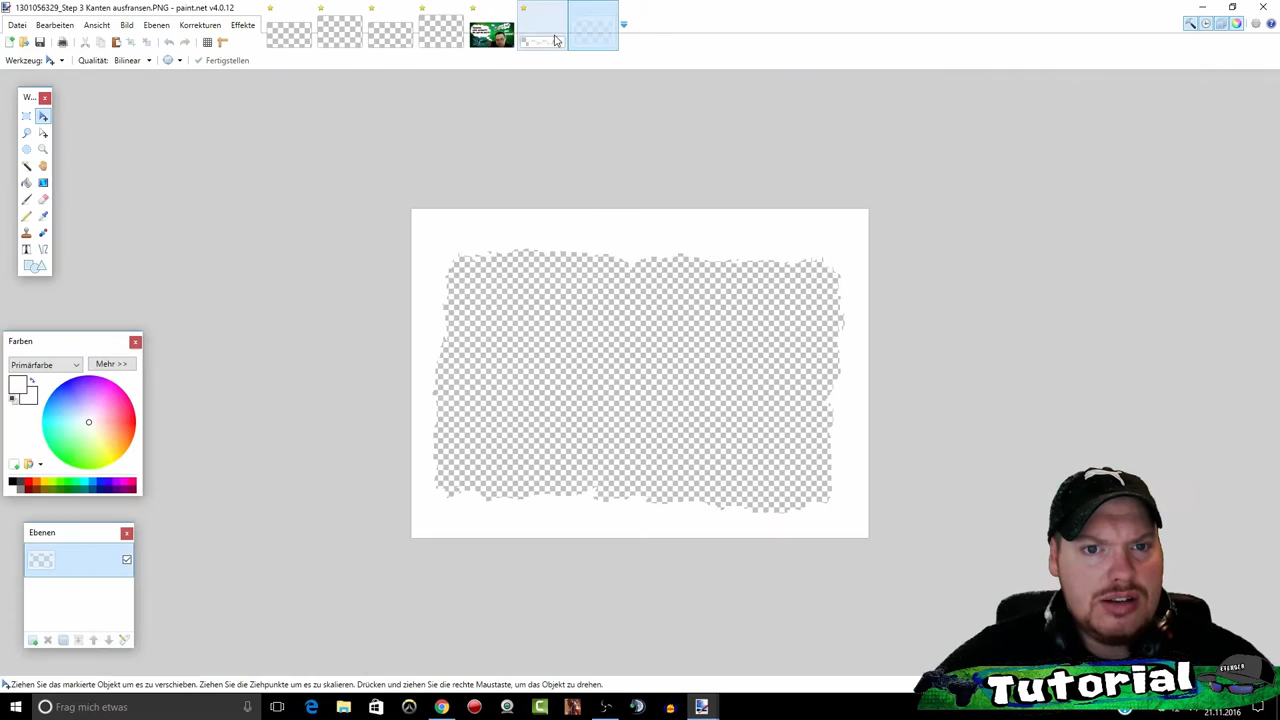 1301056329_Step 3 Kanten ausfransen.PNG - paint.net v4.0.12
Datei Bearbeiten Ansicht Bild Ebenen Korrekturen Effekte
Werkzeug: Qualität: Bilinear Fertigstellen
W...
Farben
Primärfarbe Mehr >>
Ebenen
Ziehen Sie das markierte Objekt um es zu verschieben. Ziehen Sie die Ziehpunkte um es zu skalieren. Drücken und ziehen Sie die rechte Maustaste, um das Objekt zu drehen.
Tutorial
Frag mich etwas
21.11.2016